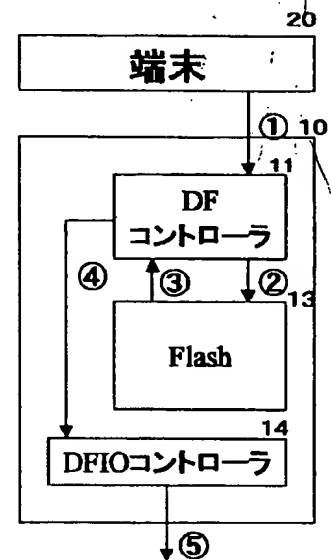 20
端末
① 10
11
DF
コントローラ
④ ③ ②
13
Flash
14
DFIOコントローラ
⑤